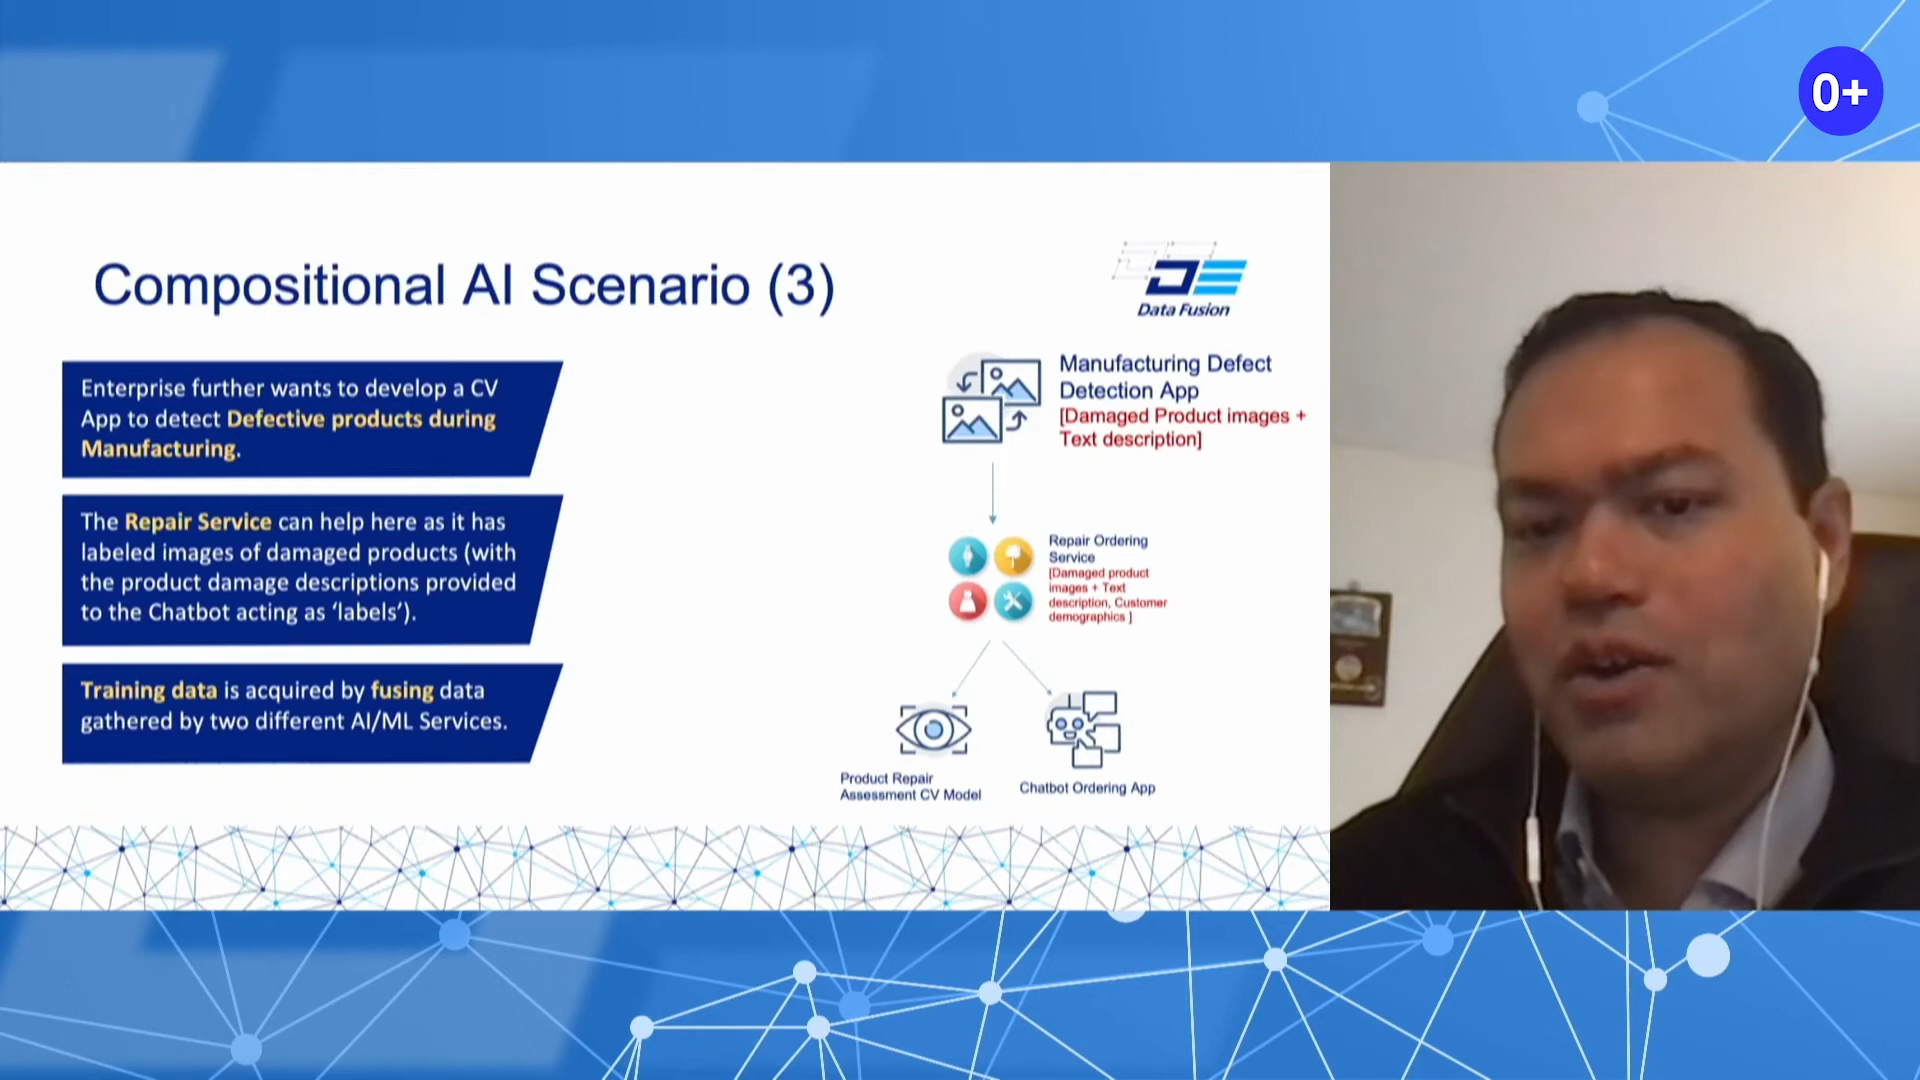 0+
Compositional AI Scenario (3)
Data Fusion
Enterprise further wants to develop a CV
App to detect Defective products during
Manufacturing.
The Repair Service can help here as it has
labeled images of damaged products (with
the product damage descriptions provided
to the Chatbot acting as ‘labels’).
Training data is acquired by fusing data
gathered by two different AI/ML Services.
Manufacturing Defect
Detection App
[Damaged Product images +
Text description]
Repair Ordering
Service
[Damaged product
images + Text
description, Customer
demographics ]
Product Repair
Assessment CV Model
Chatbot Ordering App